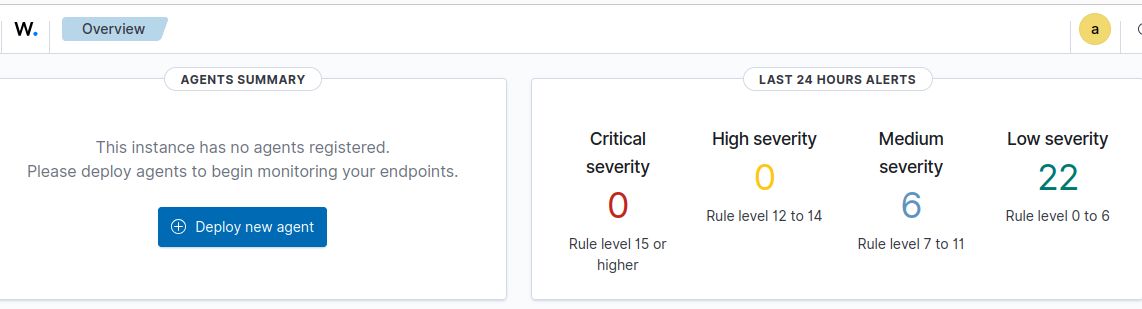 W.
Overview
a
AGENTS SUMMARY
This instance has no agents registered.
Please deploy agents to begin monitoring your endpoints.
Deploy new agent
LAST 24 HOURS ALERTS
Critical
severity
0
Rule level 15 or
higher
High severity
0
Rule level 12 to 14
Medium
severity
6
Rule level 7 to 11
Low severity
22
Rule level 0 to 6